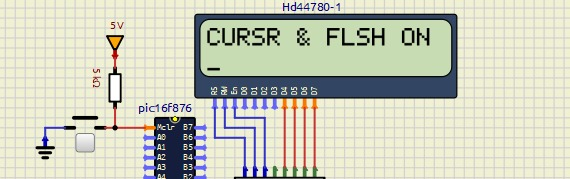 Hd44780-1
5 V
CURSR & FLSH ON
_
5 kΩ
RS RW En D0 D1 D2 D3 D4 D5 D6 D7
pic16F876
Mclr B7
A0 B6
A1 B5
A2 B4
A3 B3
A4 B2